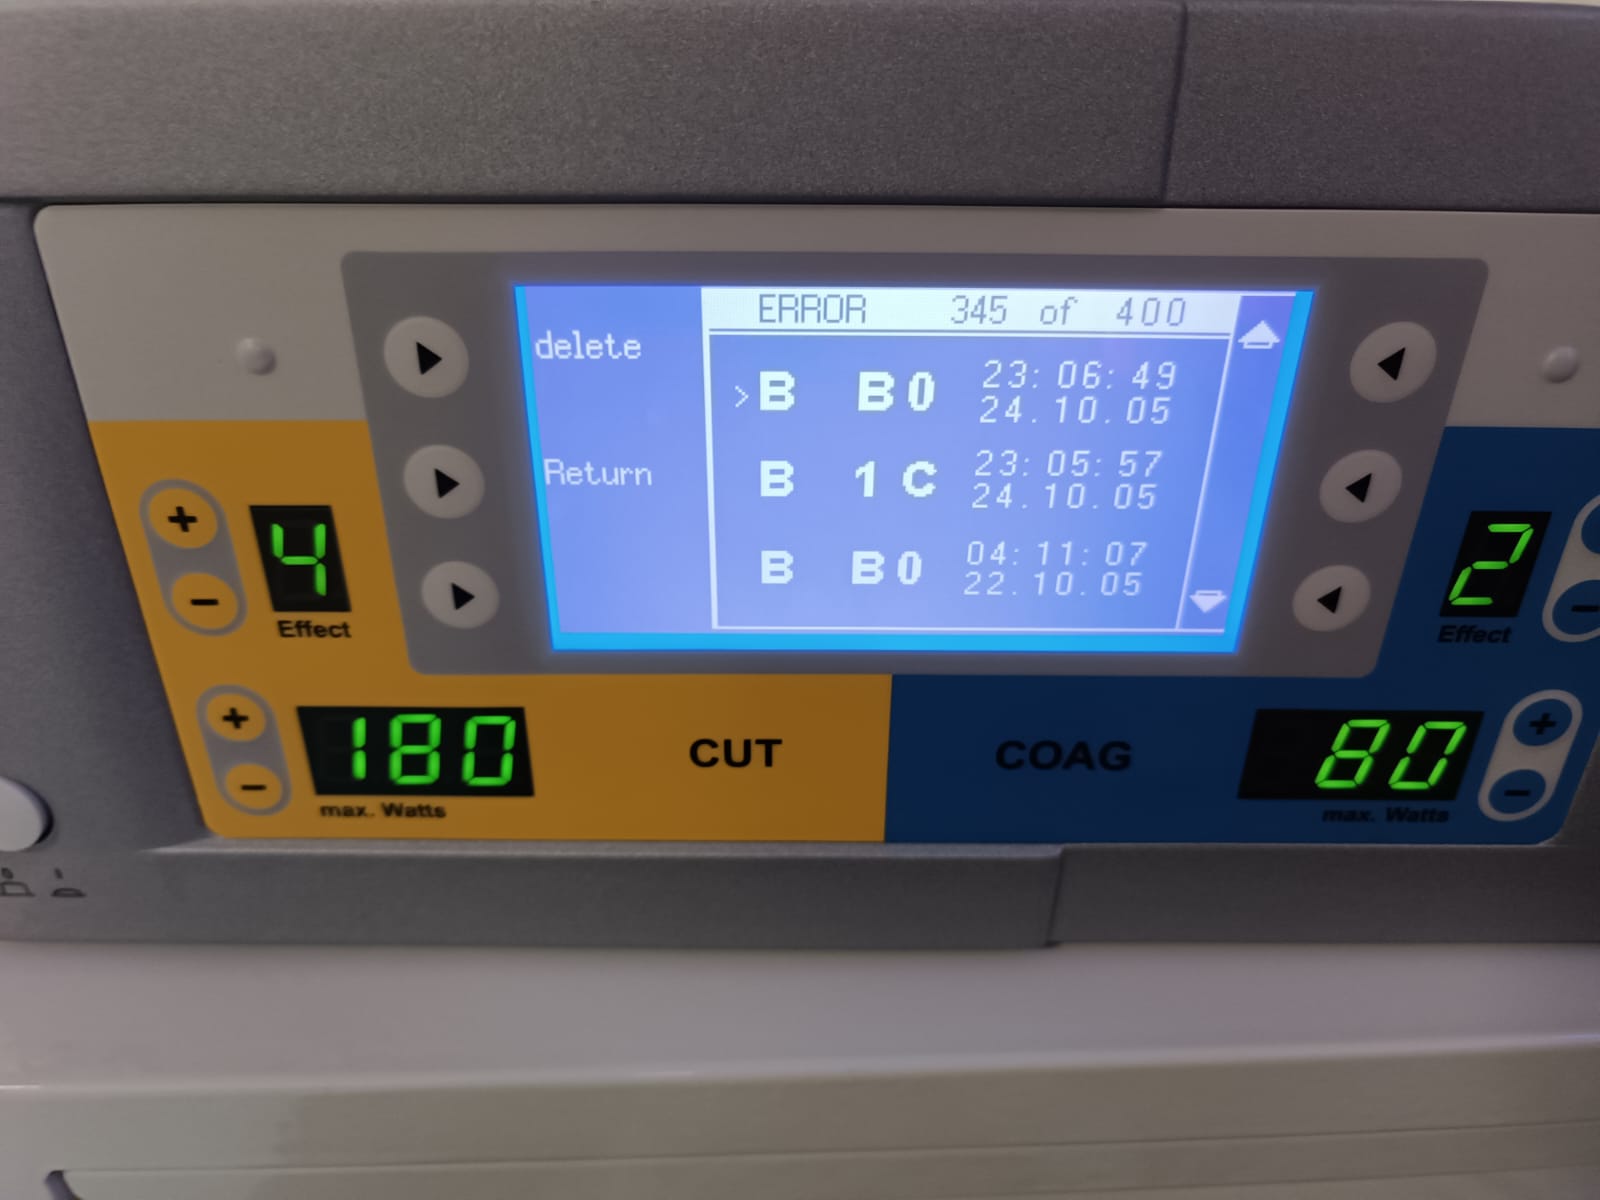 ERROR 345 of 400
delete
>B B0 23:06:49
24.10.05
Return
B 1C 23:05:57
24.10.05
B B0 04:11:07
22.10.05
+
-
4
Effect
+
-
180
max. Watts
CUT
COAG
2
Effect
-
80
max. Watts
+
-